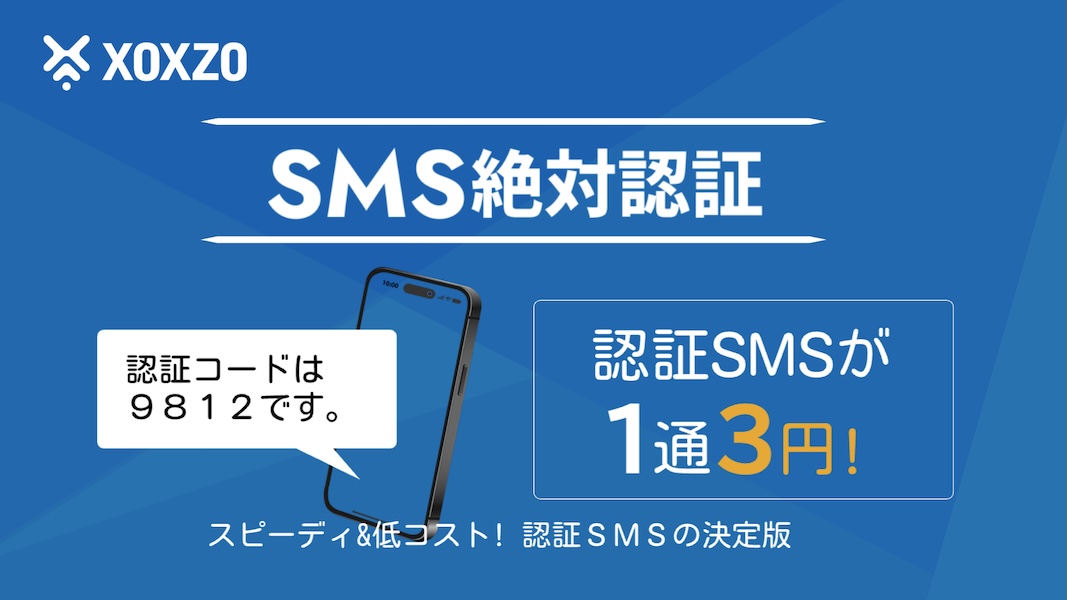 XOXZO
SMS絶対認証
10:00
認証コードは
９８１２です。
認証SMSが
1通3円!
スピーディ&低コスト! 認証ＳＭＳの決定版